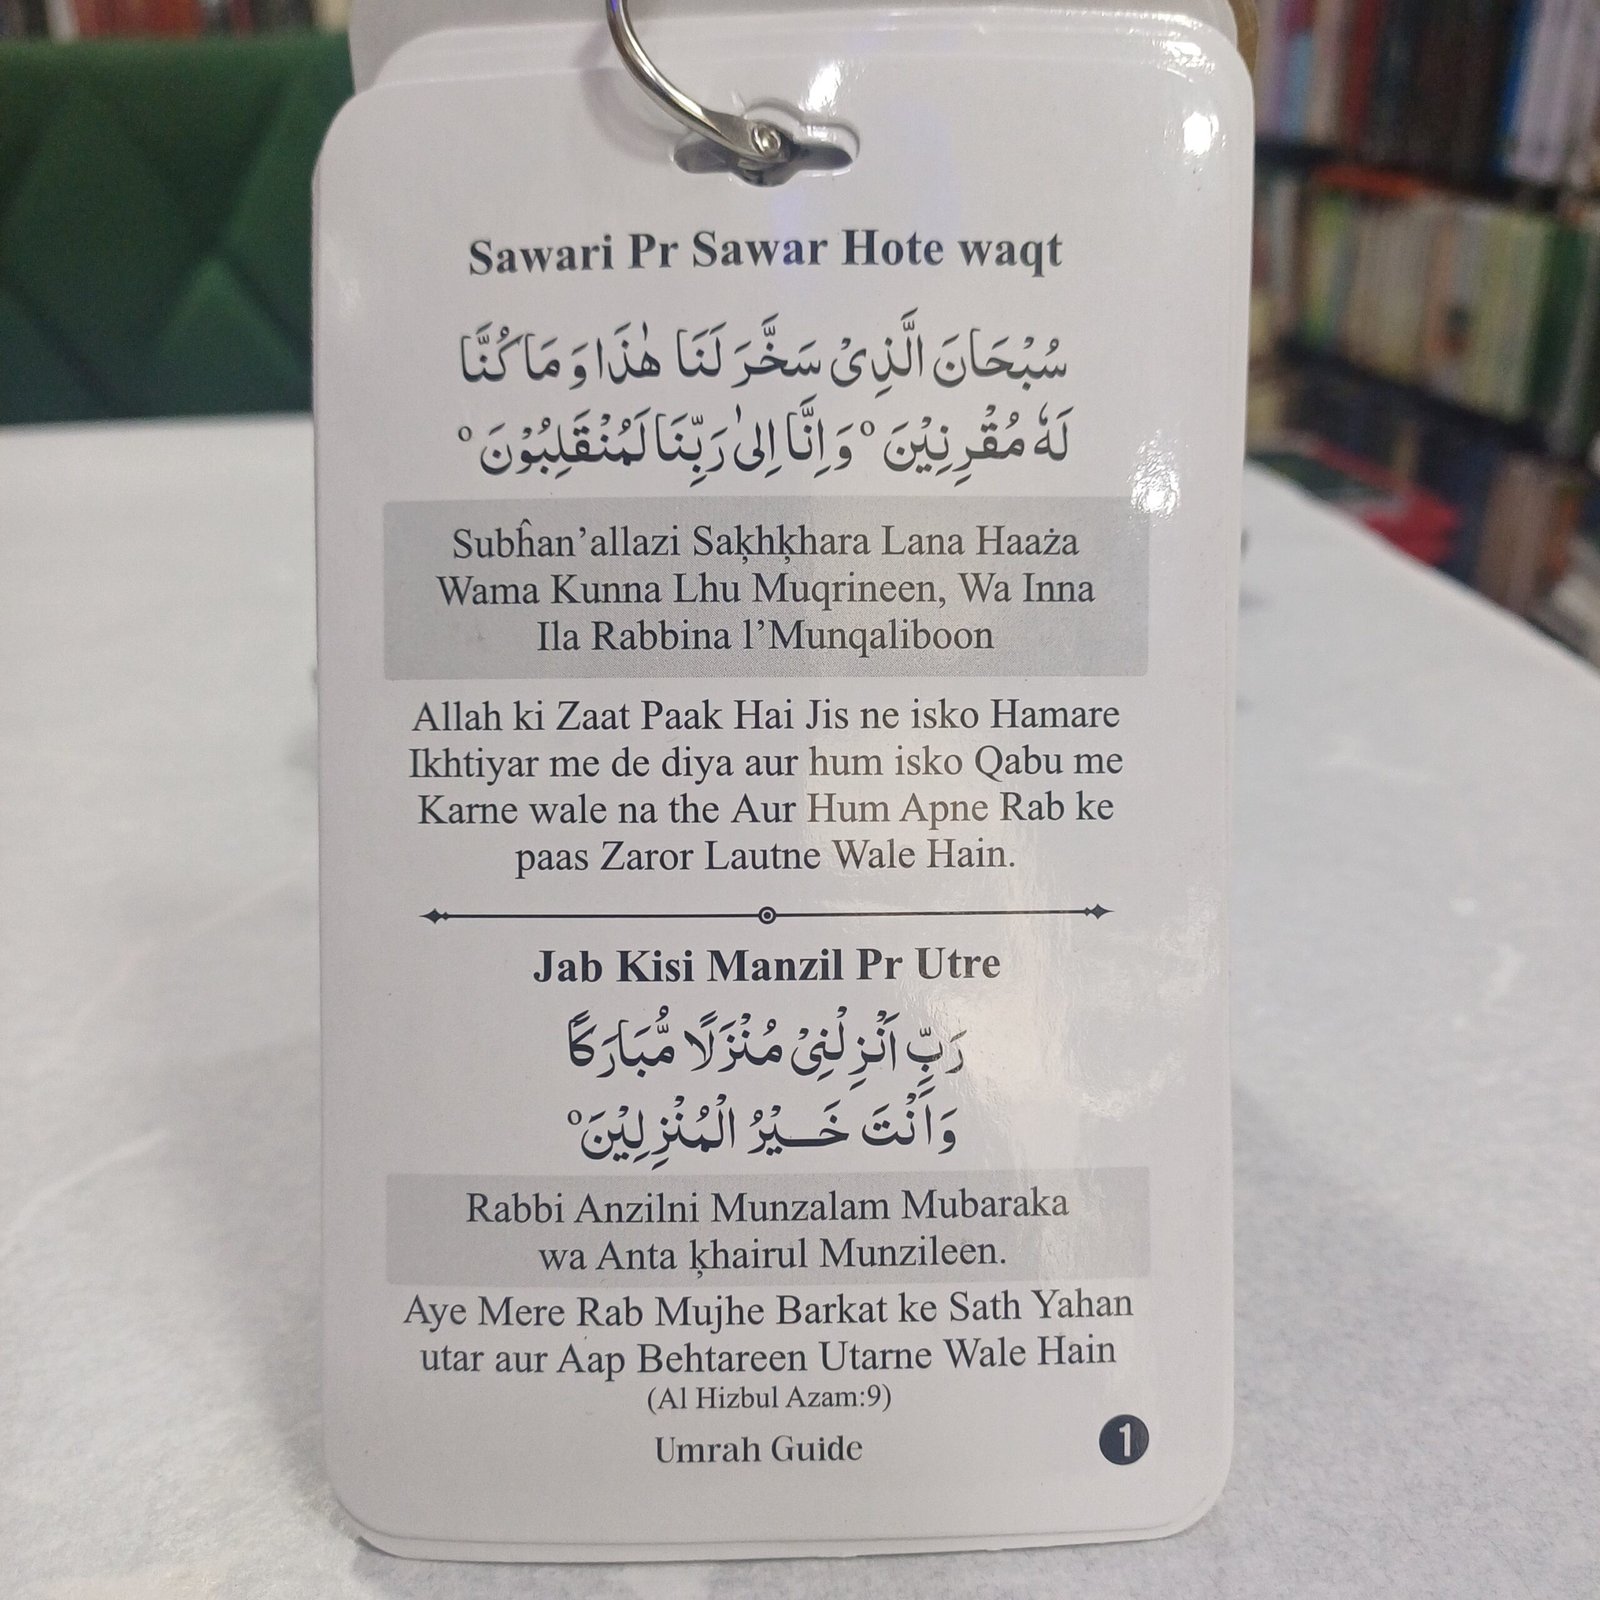 Sawari Pr Sawar Hote waqt
سُبْحَانَ الَّذِیْ سَخَّرَ لَنَا هٰذَا وَ مَا كُنَّا
لَهٗ مُقْرِنِيْنَ ° وَ اِنَّا اِلیٰ رَبِّنَا لَمُنْقَلِبُوْنَ °
Subĥan’allazi Saķhķhara Lana Haaża
Wama Kunna Lhu Muqrineen, Wa Inna
Ila Rabbina l’Munqaliboon
Allah ki Zaat Paak Hai Jis ne isko Hamare
Ikhtiyar me de diya aur hum isko Qabu me
Karne wale na the Aur Hum Apne Rab ke
paas Zaror Lautne Wale Hain.
Jab Kisi Manzil Pr Utre
رَبِّ اَنْزِلْنِیْ مُنْزَلًا مُّبَارَكًا
وَاَنْتَ خَيْرُ الْمُنْزِلِيْنَ °
Rabbi Anzilni Munzalam Mubaraka
wa Anta ķhairul Munzileen.
Aye Mere Rab Mujhe Barkat ke Sath Yahan
utar aur Aap Behtareen Utarne Wale Hain
(Al Hizbul Azam:9)
Umrah Guide
1